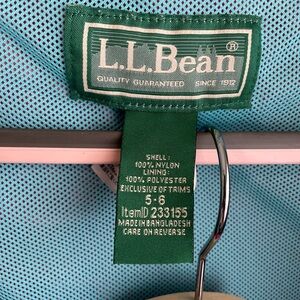 L.L.Bean®
QUALITY GUARANTEED SINCE 1912
SHELL:
100% NYLON
LINING:
100% POLYESTER
EXCLUSIVE OF TRIMS
5-6
ItemID 233155
MADE IN BANGLADESH
CARE ON REVERSE